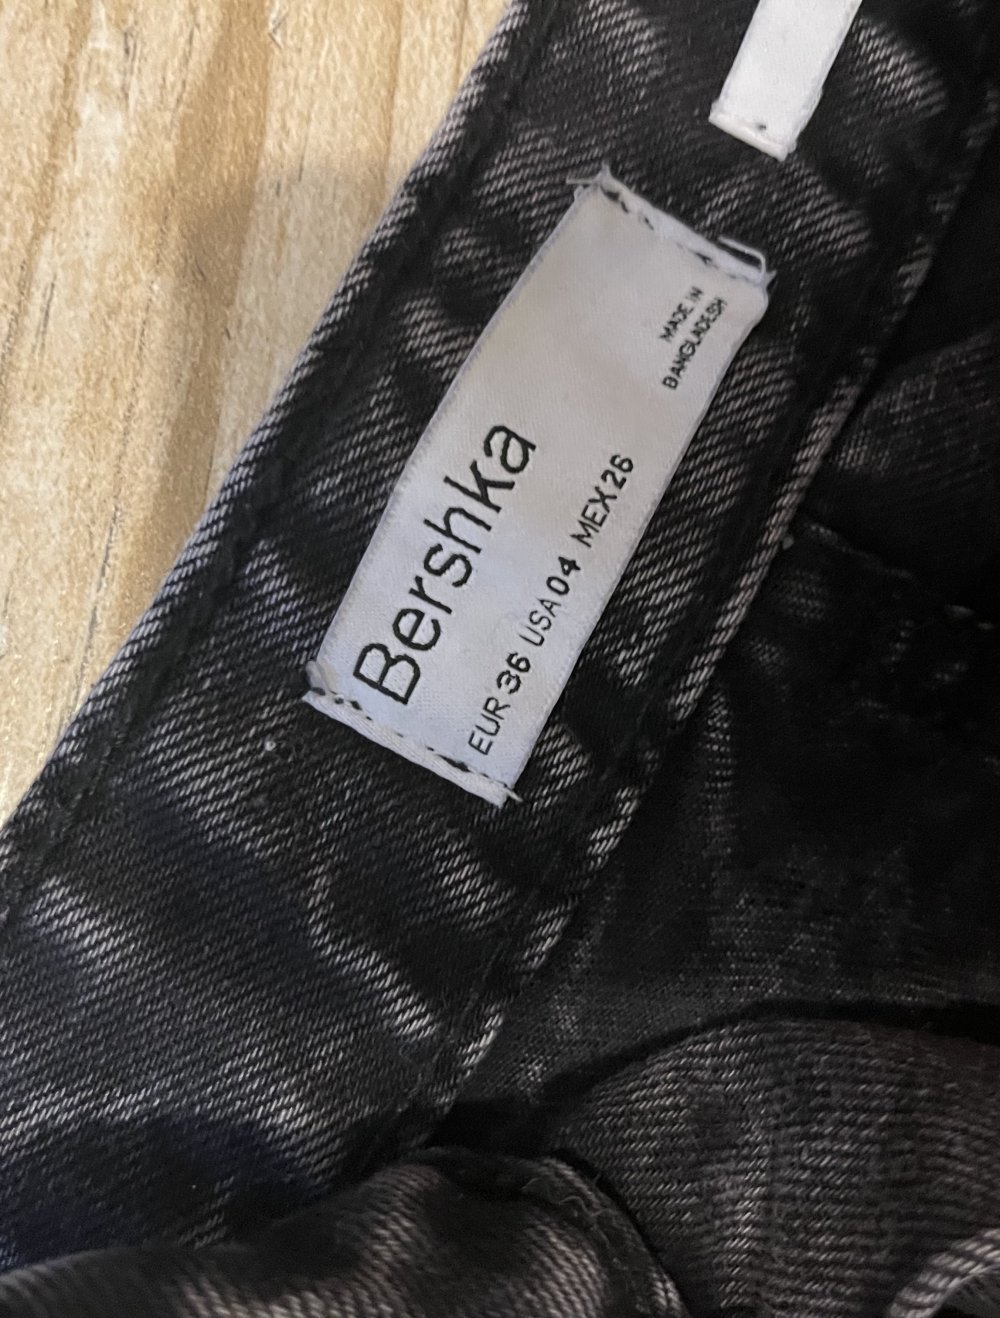 Bershka
EUR 36 USA 04 MEX 26
MADE IN
BANGLADESH